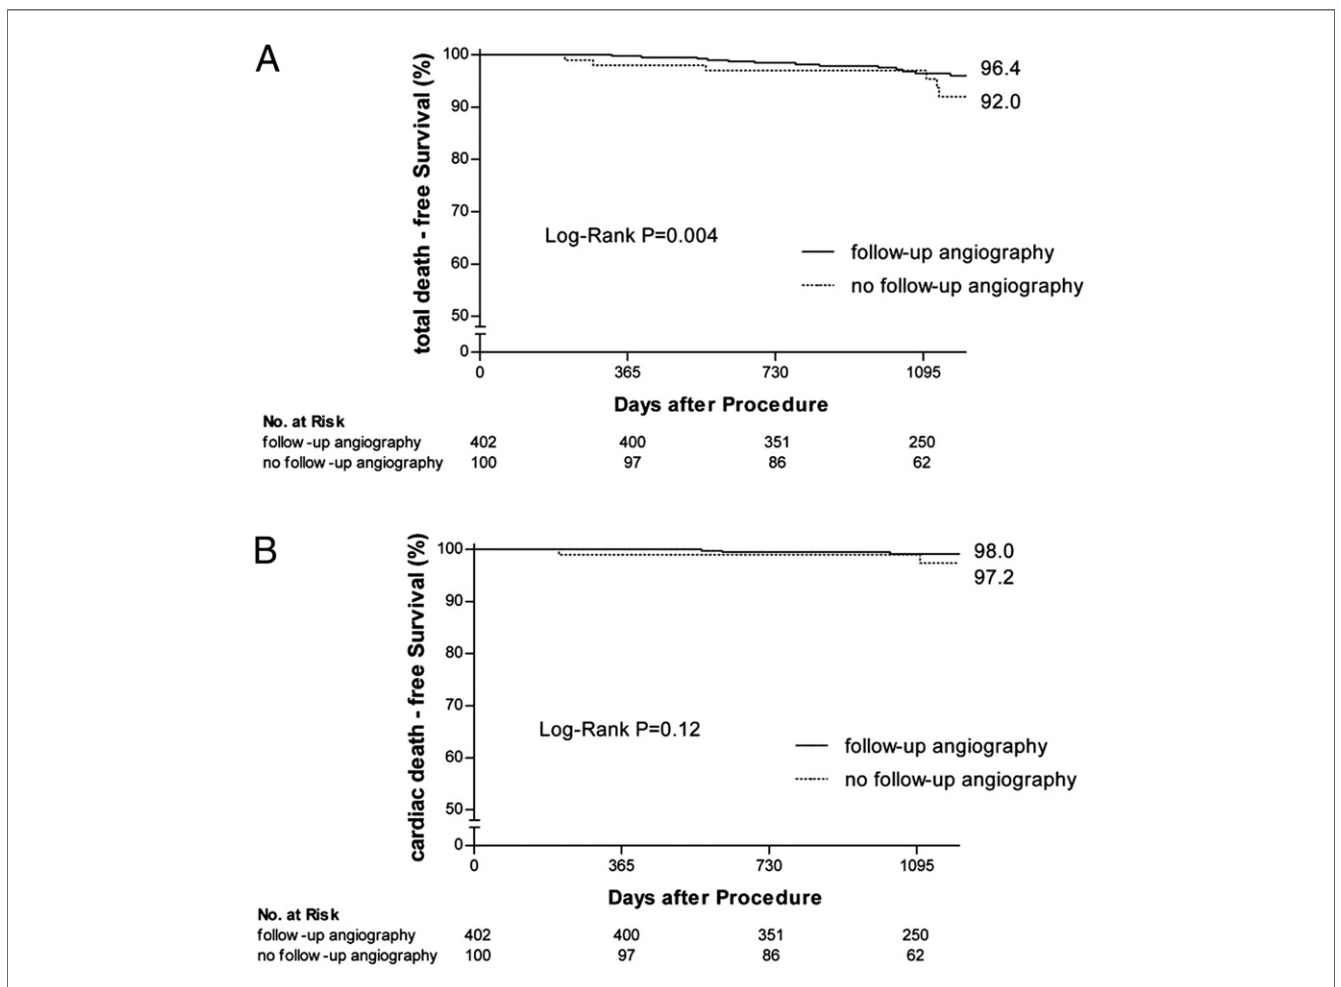 A
total death - free Survival (%)
100
90
80
70
60
50
0
96.4
92.0
Log-Rank P=0.004
follow-up angiography
no follow-up angiography
0 365 730 1095
Days after Procedure
No. at Risk
follow-up angiography 402 400 351 250
no follow-up angiography 100 97 86 62
B
cardiac death - free Survival (%)
100
90
80
70
60
50
0
98.0
97.2
Log-Rank P=0.12
follow-up angiography
no follow-up angiography
0 365 730 1095
Days after Procedure
No. at Risk
follow-up angiography 402 400 351 250
no follow-up angiography 100 97 86 62